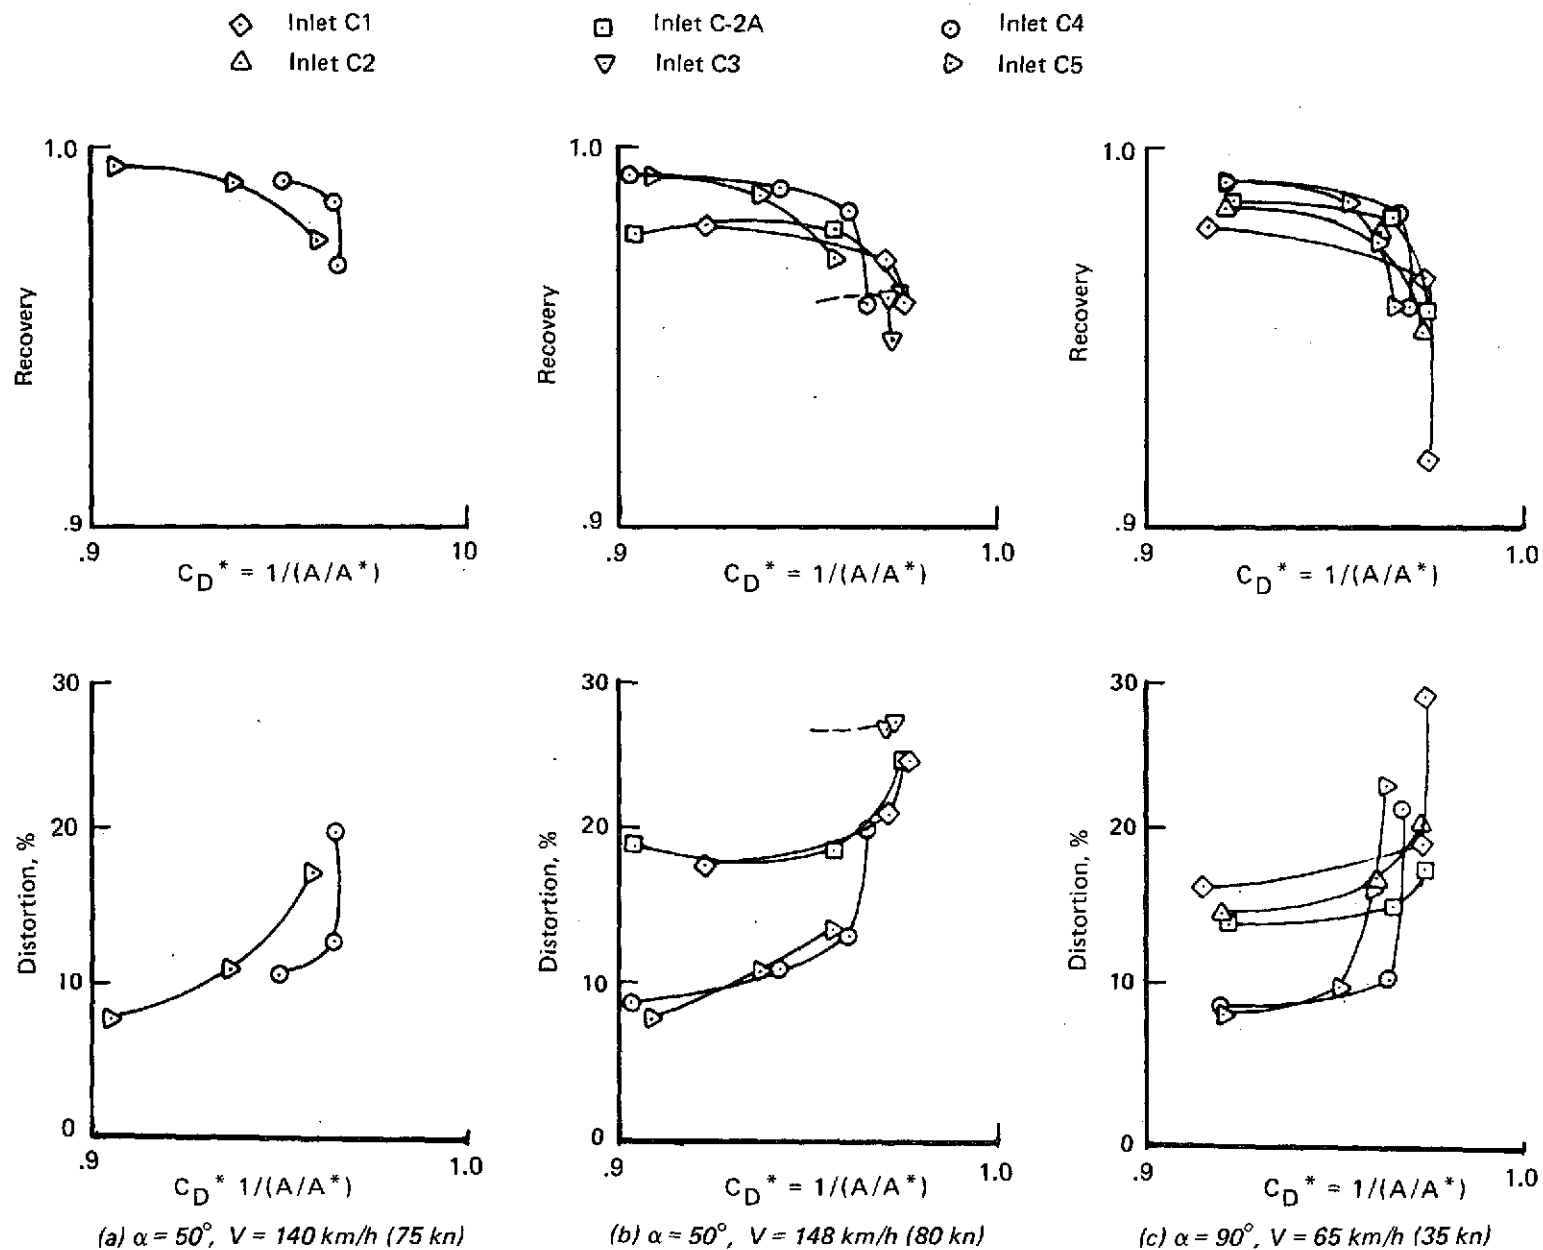 Inlet C1 Inlet C-2A Inlet C4
Inlet C2 Inlet C3 Inlet C5
1.0
Recovery
.9
.9 10
C_D* = 1/(A/A*)
1.0
Recovery
.9
.9 1.0
C_D* = 1/(A/A*)
1.0
Recovery
.9
.9 1.0
C_D* = 1/(A/A*)
30
20
Distortion, %
10
0
.9 1.0
C_D* 1/(A/A*)
(a) α = 50°, V = 140 km/h (75 kn)
30
20
Distortion, %
10
0
.9 1.0
C_D* = 1/(A/A*)
(b) α = 50°, V = 148 km/h (80 kn)
30
20
Distortion, %
10
0
.9 1.0
C_D* = 1/(A/A*)
(c) α = 90°, V = 65 km/h (35 kn)